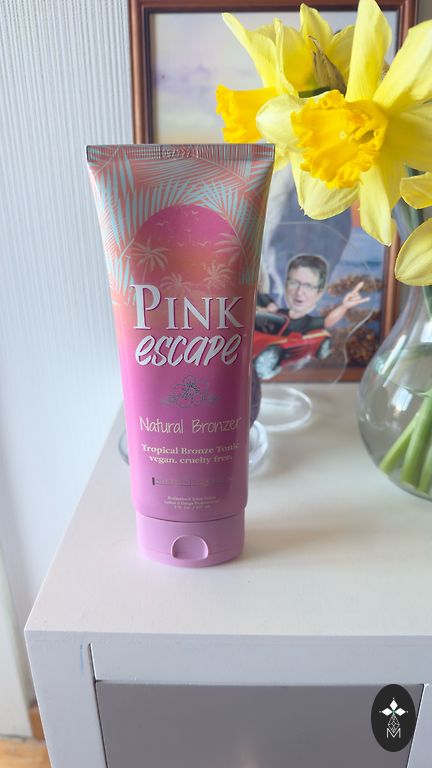 PINK
escape
Natural Bronzer
Tropical Bronze Tonic
vegan. cruelty free.
M